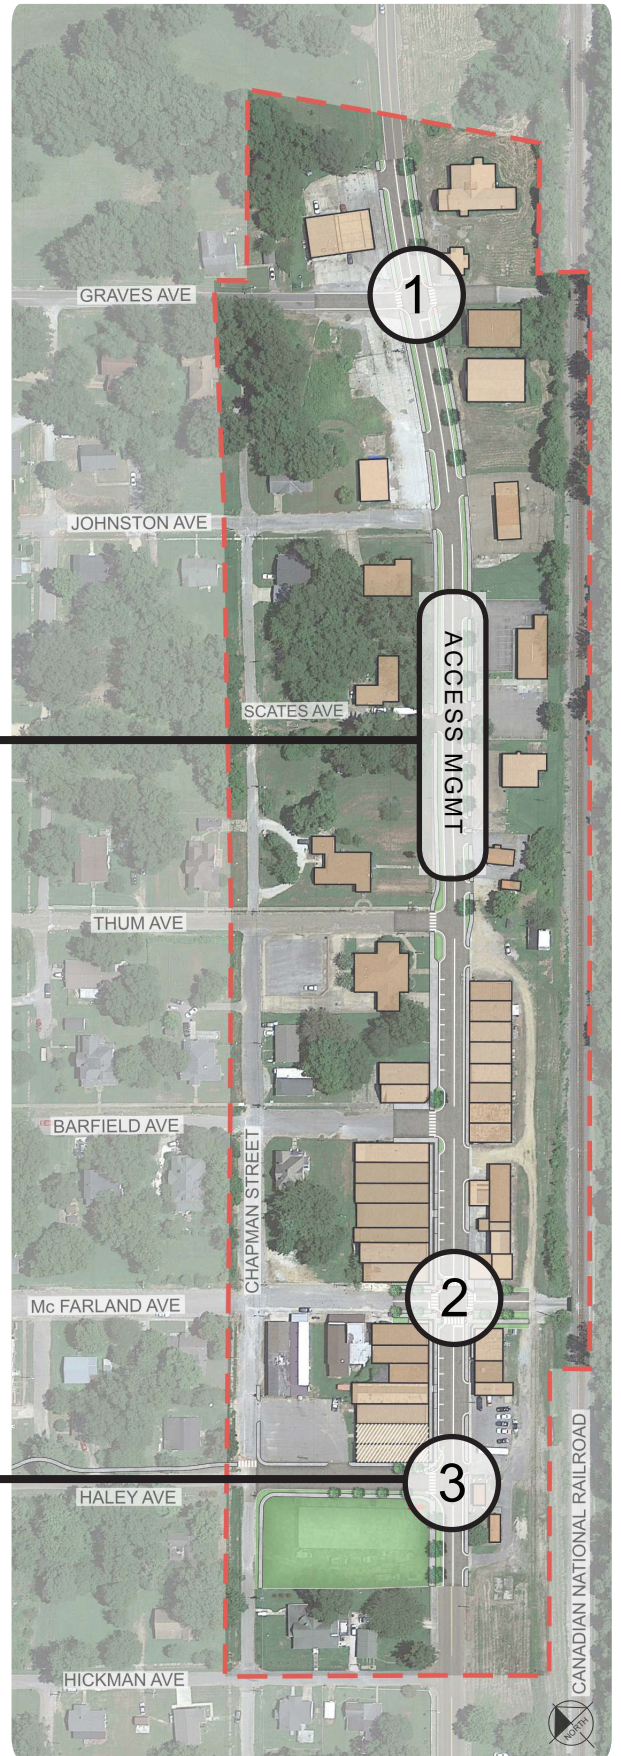 1
GRAVES AVE
JOHNSTON AVE
ACCESS MGMT
SCATES AVE
THUM AVE
BARFIELD AVE
CHAPMAN STREET
Mc FARLAND AVE
2
3
HALEY AVE
CANADIAN NATIONAL RAILROAD
HICKMAN AVE
NORTH